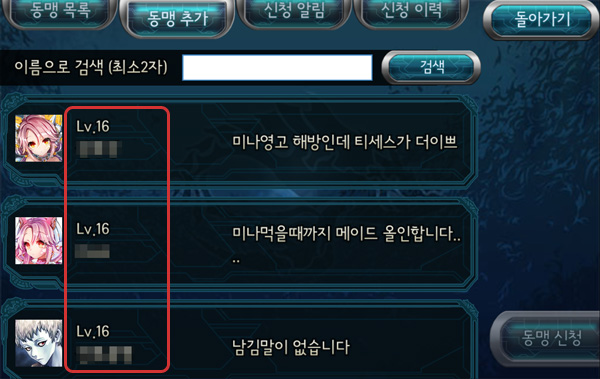 동맹 목록
동맹 추가
신청 알림
신청 이력
돌아가기
이름으로 검색 (최소2자)
검색
Lv.16
미나영고 해방인데 티세스가 더이쁘
Lv.16
미나먹을때까지 메이드 올인합니다..
..
Lv.16
남김말이 없습니다
동맹 신청